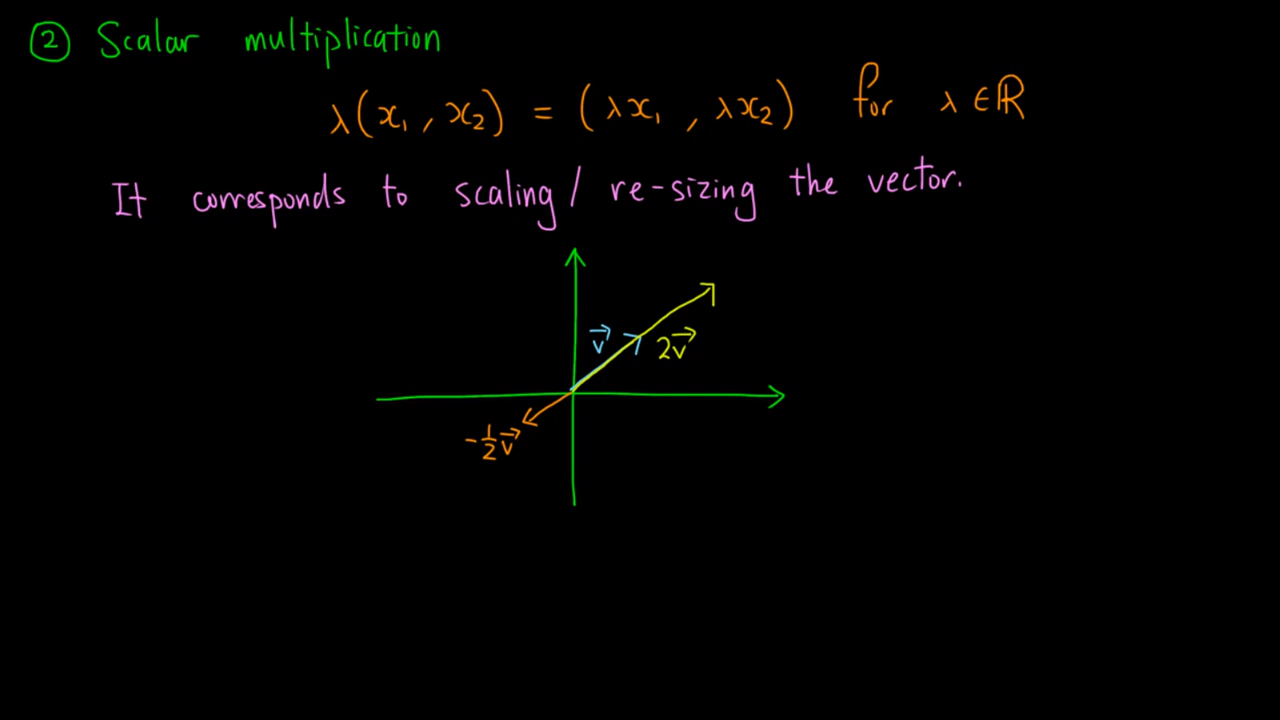 ② Scalar multiplication
λ(x₁, x₂) = (λx₁, λx₂) for λ∈ℝ
It corresponds to scaling/ re-sizing the vector.
v⃗ 2v⃗
-½v⃗